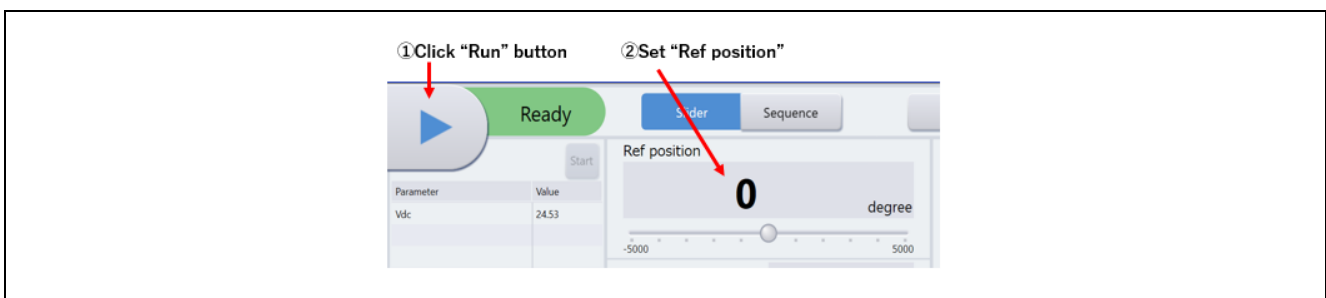 ①Click “Run” button ②Set “Ref position”
Ready Slider Sequence
Start Ref position
Parameter Value 0
Vdc 24.53 degree
-5000 5000